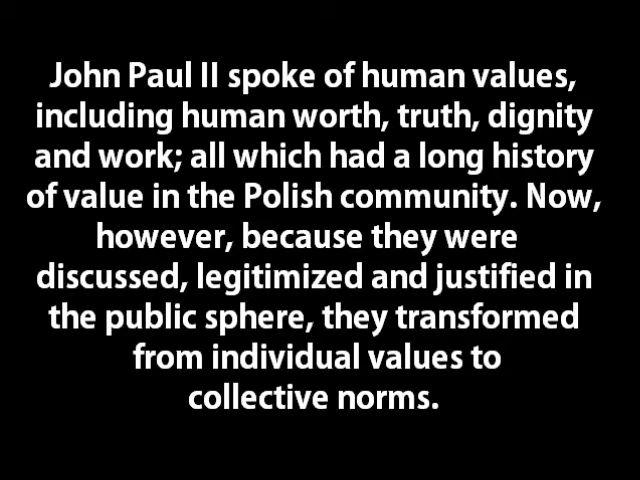 John Paul II spoke of human values,
including human worth, truth, dignity
and work; all which had a long history
of value in the Polish community. Now,
however, because they were
discussed, legitimized and justified in
the public sphere, they transformed
from individual values to
collective norms.